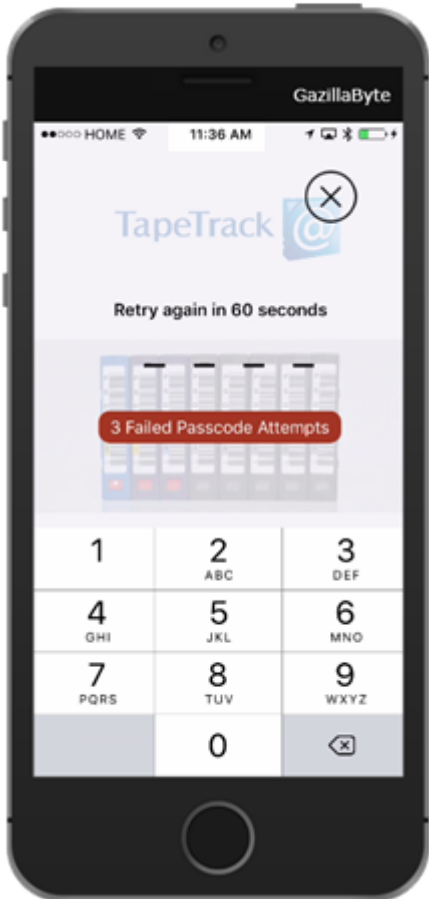 GazillaByte
HOME 11:36 AM
TapeTrack @
Retry again in 60 seconds
3 Failed Passcode Attempts
1 2 3
ABC DEF
4 5 6
GHI JKL MNO
7 8 9
PQRS TUV WXYZ
0